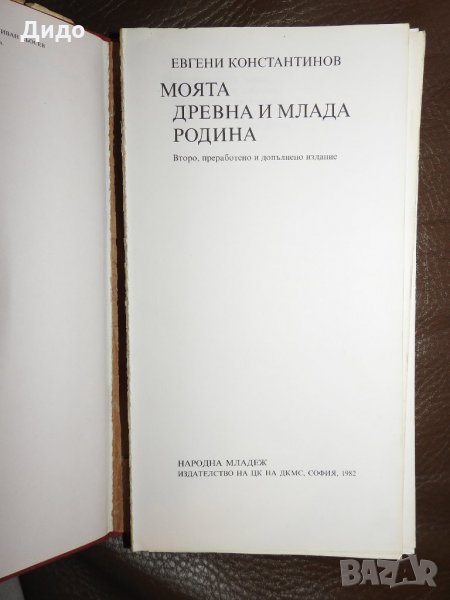 Дидо
ЕВГЕНИ КОНСТАНТИНОВ
МОЯТА
ДРЕВНА И МЛАДА
РОДИНА
Второ, преработено и допълнено издание
НАРОДНА МЛАДЕЖ
ИЗДАТЕЛСТВО НА ЦК НА ДКМС, СОФИЯ, 1982
BAZAR